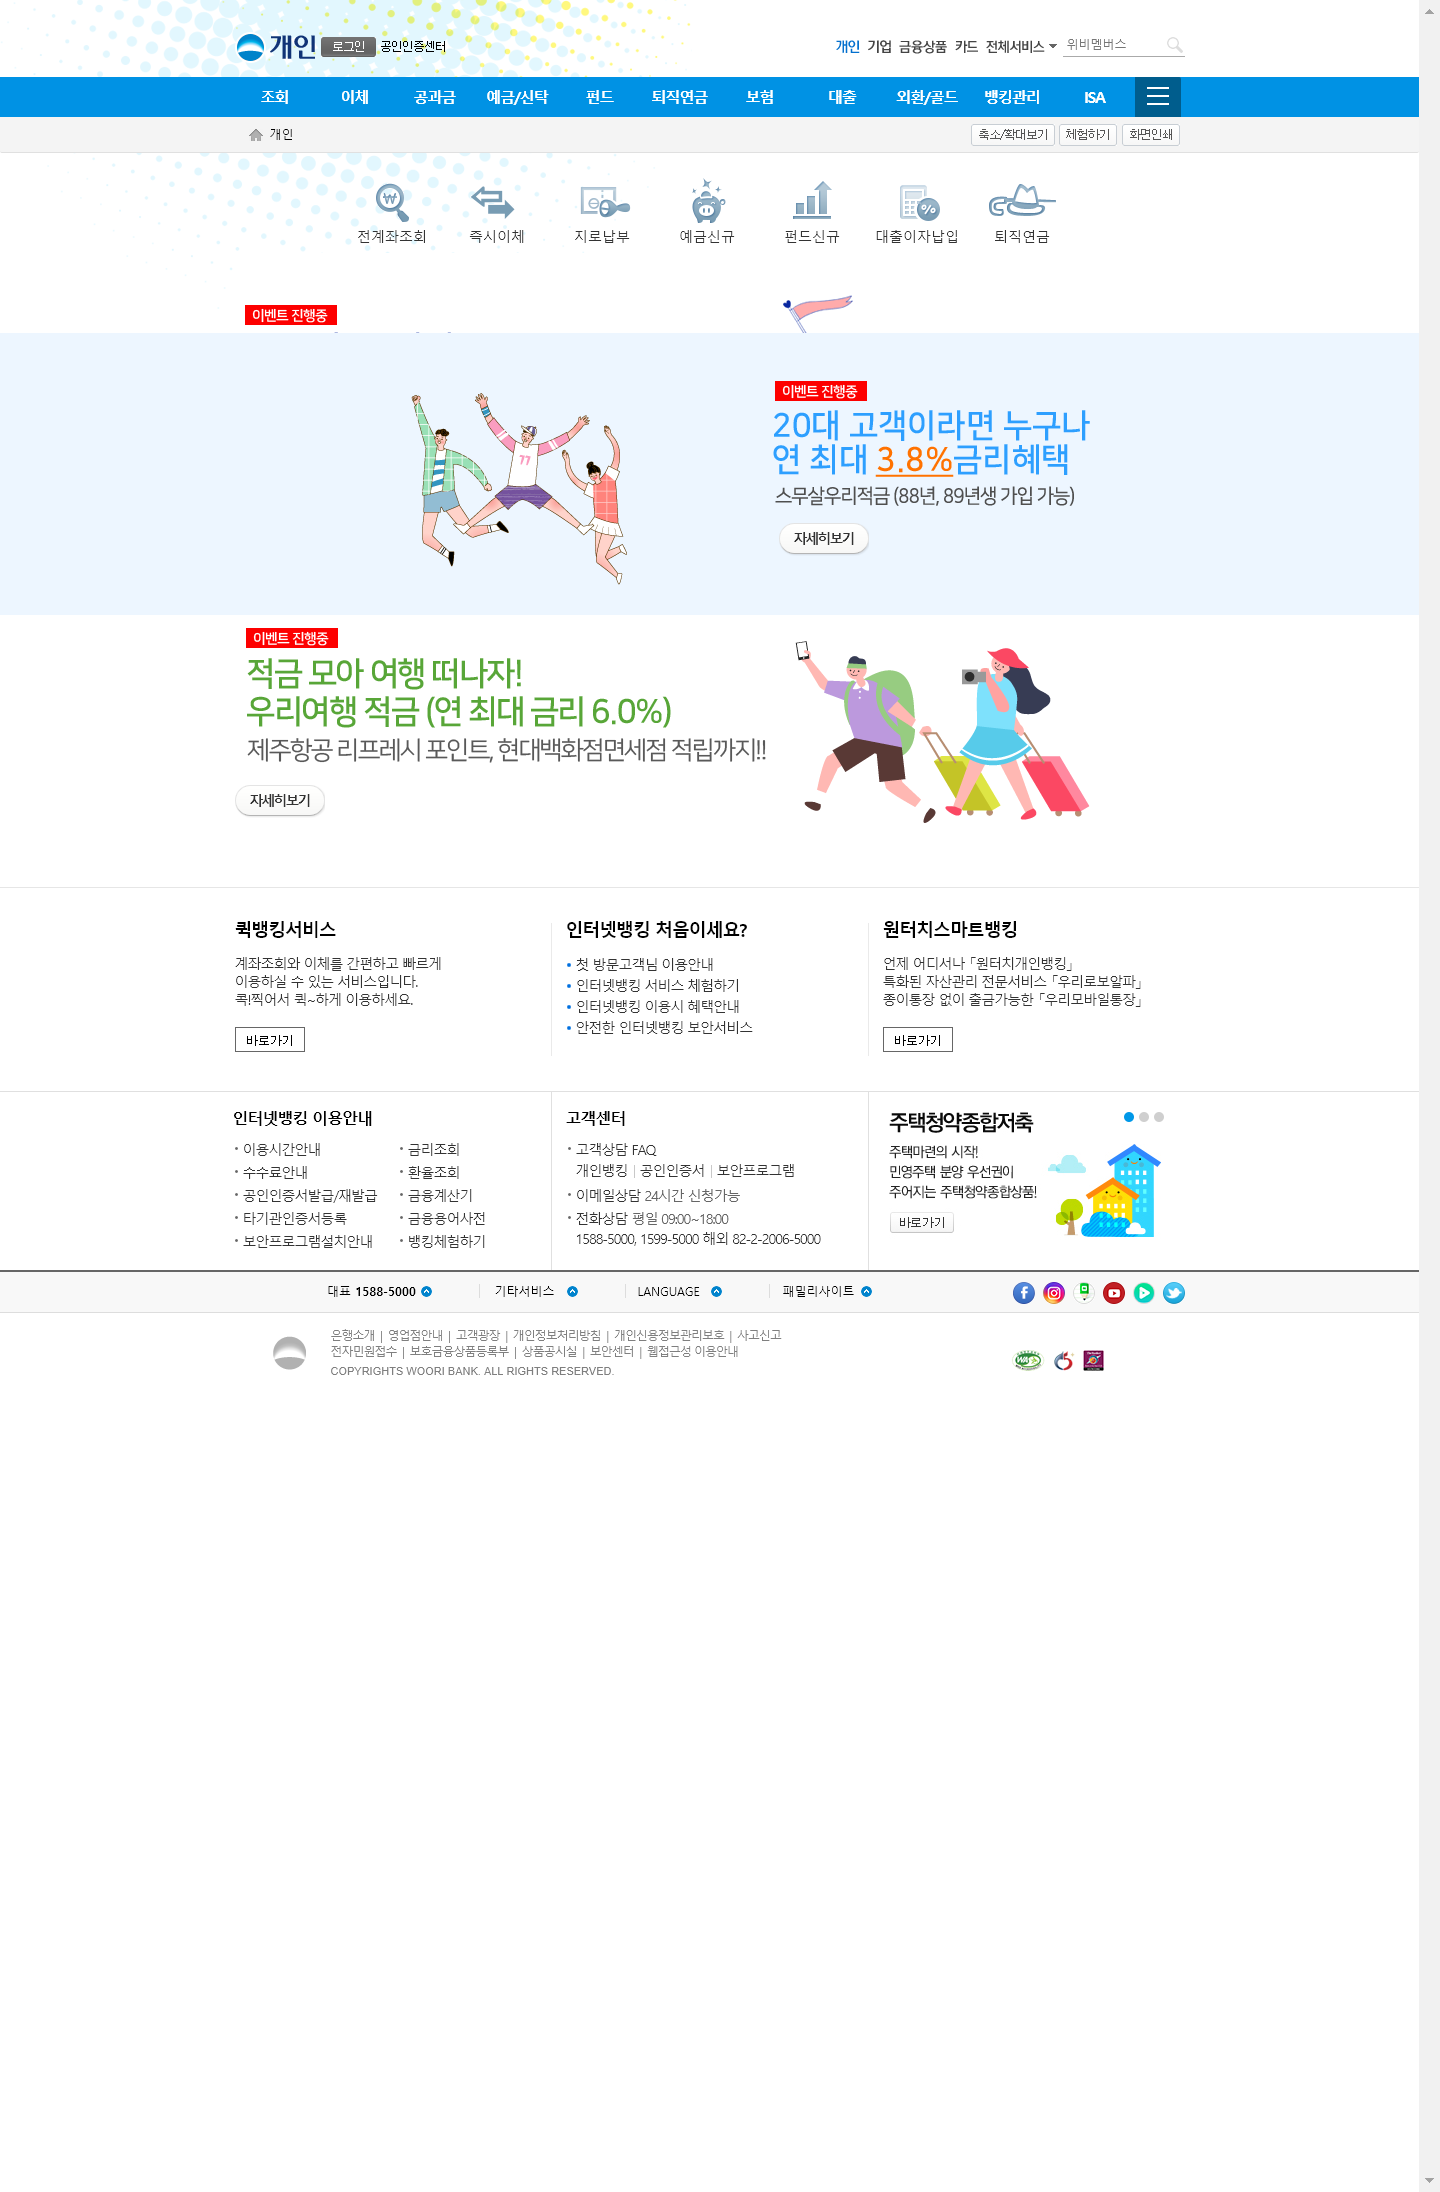 개인 로그인 공인인증센터
개인 기업 금융상품 카드 전체서비스 위비멤버스
조회 이체 공과금 예금/신탁 펀드 퇴직연금 보험 대출 외환/골드 뱅킹관리 ISA
개인 축소/확대보기 체험하기 화면인쇄
전계좌조회 즉시이체 지로납부 예금신규 펀드신규 대출이자납입 퇴직연금
이벤트 진행중
이벤트 진행중
20대 고객이라면 누구나
연 최대 3.8%금리혜택
스무살우리적금 (88년, 89년생 가입 가능)
자세히보기
77
이벤트 진행중
적금 모아 여행 떠나자!
우리여행 적금 (연 최대 금리 6.0%)
제주항공 리프레시 포인트, 현대백화점면세점 적립까지!!
자세히보기
퀵뱅킹서비스
계좌조회와 이체를 간편하고 빠르게
이용하실 수 있는 서비스입니다.
콕!찍어서 퀵~하게 이용하세요.
바로가기
인터넷뱅킹 처음이세요?
첫 방문고객님 이용안내
인터넷뱅킹 서비스 체험하기
인터넷뱅킹 이용시 혜택안내
안전한 인터넷뱅킹 보안서비스
원터치스마트뱅킹
언제 어디서나 「원터치개인뱅킹」
특화된 자산관리 전문서비스 「우리로보알파」
종이통장 없이 출금가능한 「우리모바일통장」
바로가기
인터넷뱅킹 이용안내
이용시간안내
수수료안내
공인인증서발급/재발급
타기관인증서등록
보안프로그램설치안내
금리조회
환율조회
금융계산기
금융용어사전
뱅킹체험하기
고객센터
고객상담 FAQ
개인뱅킹 | 공인인증서 | 보안프로그램
이메일상담 24시간 신청가능
전화상담 평일 09:00~18:00
1588-5000, 1599-5000 해외 82-2-2006-5000
주택청약종합저축
주택마련의 시작!
민영주택 분양 우선권이
주어지는 주택청약종합상품!
바로가기
대표 1588-5000 기타서비스 LANGUAGE 패밀리사이트
은행소개 | 영업점안내 | 고객광장 | 개인정보처리방침 | 개인신용정보관리보호 | 사고신고
전자민원접수 | 보호금융상품등록부 | 상품공시실 | 보안센터 | 웹접근성 이용안내
COPYRIGHTS WOORI BANK. ALL RIGHTS RESERVED.